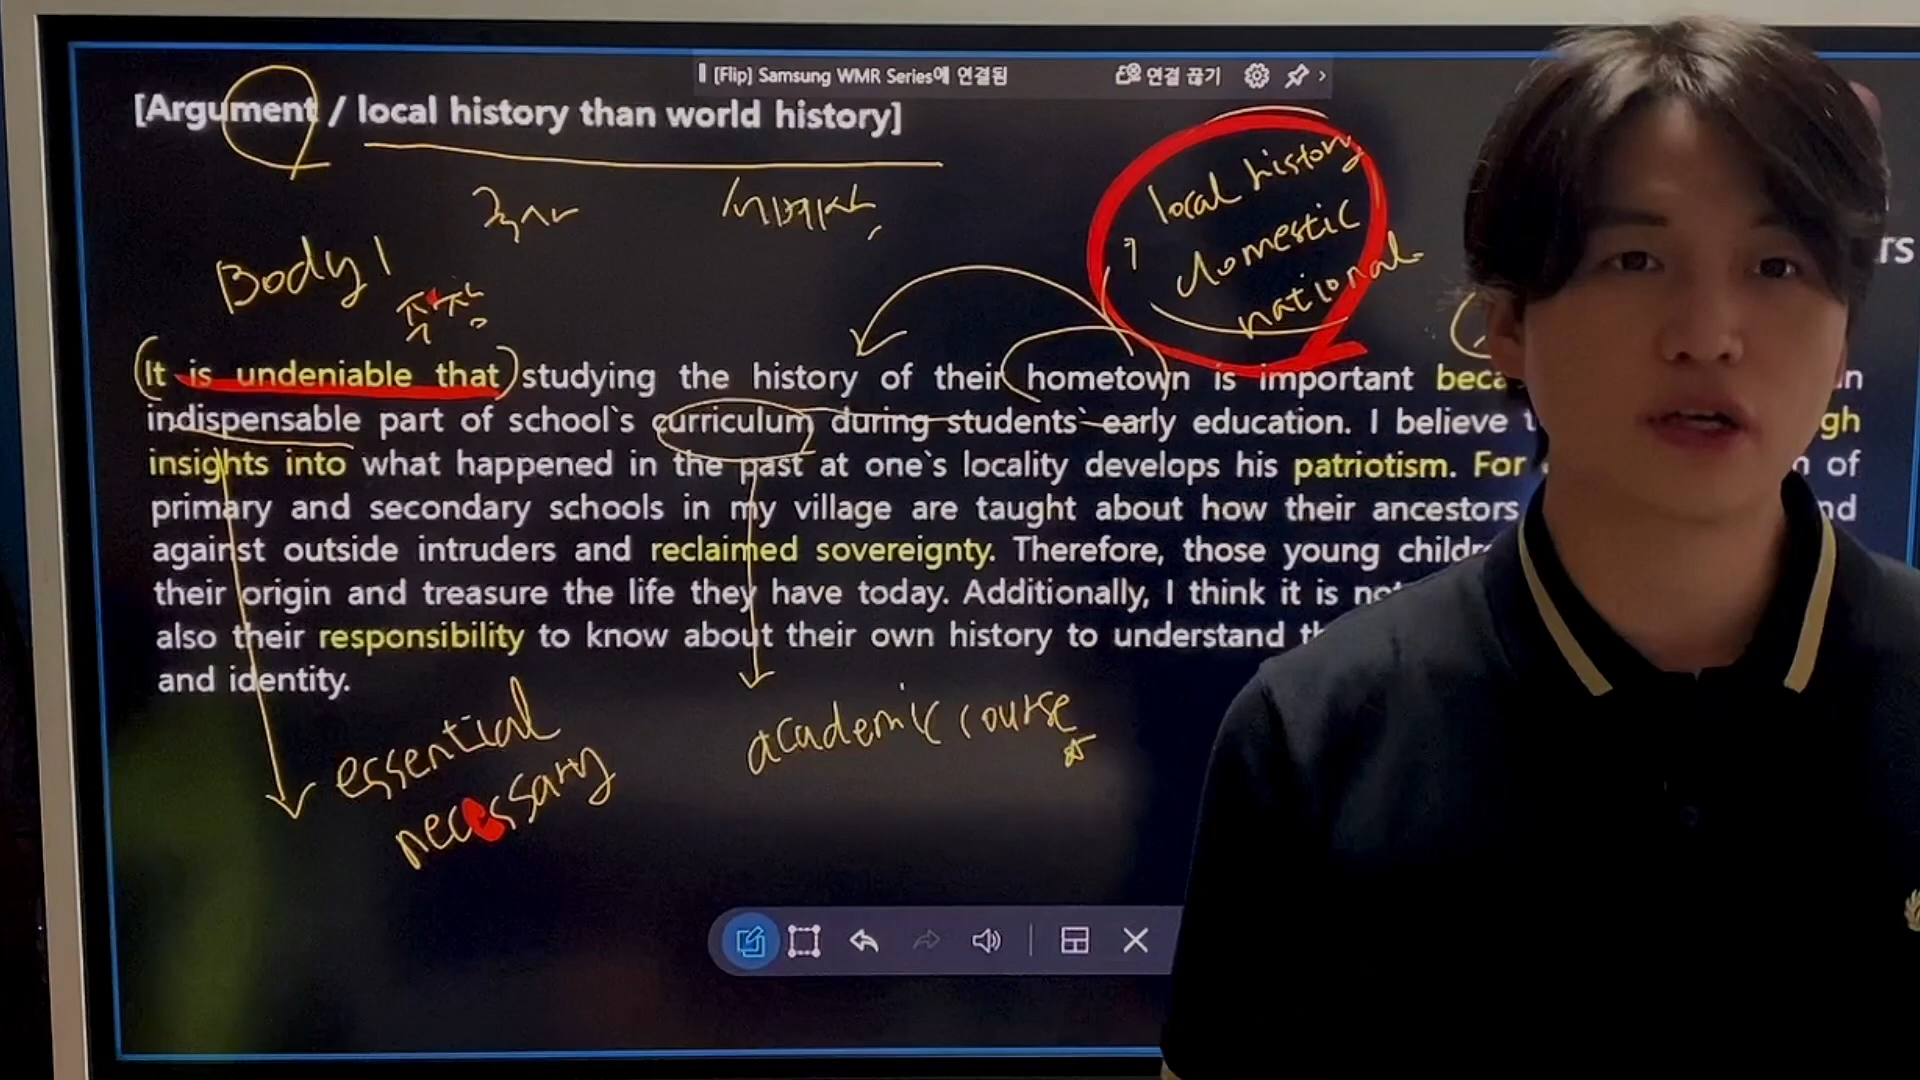 [Flip] Samsung WMR Series에 연결됨 연결 끊기
[Argument / local history than world history]
국사 세계사
local history
domestic
national
Body 1
주장
It is undeniable that studying the history of their hometown is important
indispensable part of school`s curriculum during students` early education. I believe
insights into what happened in the past at one`s locality develops his patriotism. For of
primary and secondary schools in my village are taught about how their ancestors
against outside intruders and reclaimed sovereignty. Therefore, those young
their origin and treasure the life they have today. Additionally, I think it is
also their responsibility to know about their own history to understand
and identity.
essential
necessary
academic course